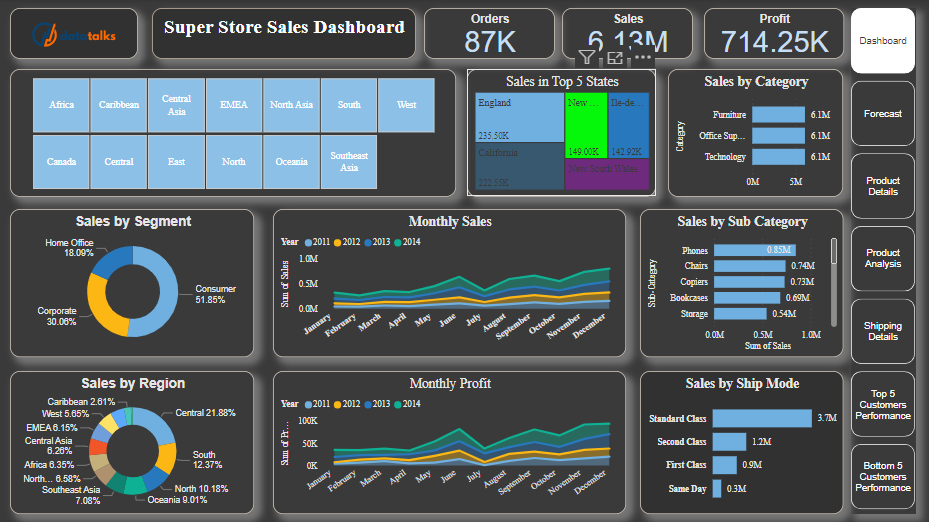 datatalks
Super Store Sales Dashboard
Orders
87K
Sales
6.13M
Profit
714.25K
Dashboard
Forecast
Product
Details
Product
Analysis
Shipping
Details
Top 5
Customers
Performance
Bottom 5
Customers
Performance
Africa
Caribbean
Central
Asia
EMEA
North Asia
South
West
Canada
Central
East
North
Oceania
Southeast
Asia
Sales in Top 5 States
England
235.50K
California
222.55K
New ...
149.00K
Ile-de-...
142.92K
New South Wales
Sales by Category
Category
Furniture
6.1M
Office Sup...
6.1M
Technology
6.1M
0M
5M
Sales by Segment
Home Office
18.09%
Consumer
51.85%
Corporate
30.06%
Monthly Sales
Year 2011 2012 2013 2014
Sum of Sales
1.0M
0.5M
0.0M
January
February
March
April
May
June
July
August
September
October
November
December
Sales by Sub Category
Sub-Category
Phones
0.85M
Chairs
0.74M
Copiers
0.73M
Bookcases
0.69M
Storage
0.54M
0.0M
0.5M
1.0M
Sum of Sales
Sales by Region
Caribbean 2.61%
West 5.65%
EMEA 6.15%
Central Asia
6.26%
Africa 6.35%
North... 6.58%
Southeast Asia
7.08%
Central 21.88%
South
12.37%
North 10.18%
Oceania 9.01%
Monthly Profit
Year 2011 2012 2013 2014
Sum of Pr...
100K
50K
0K
January
February
March
April
May
June
July
August
September
October
November
December
Sales by Ship Mode
Standard Class
3.7M
Second Class
1.2M
First Class
0.9M
Same Day
0.3M